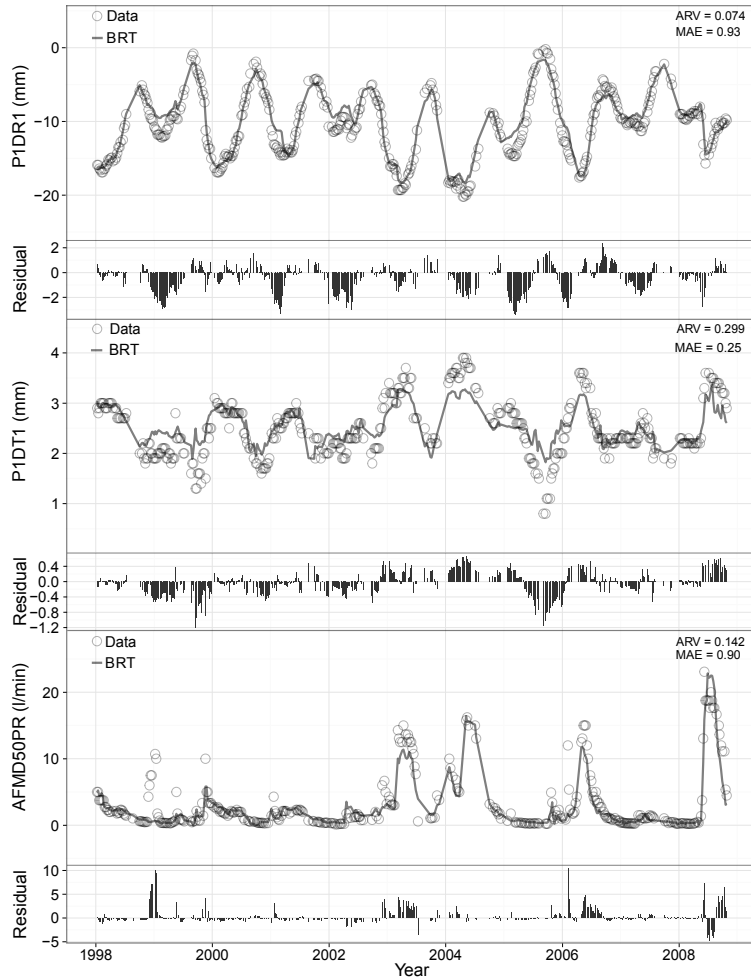 Data
BRT
ARV = 0.074
MAE = 0.93
P1DR1 (mm)
0
−10
−20
Residual
2
0
−2
Data
BRT
ARV = 0.299
MAE = 0.25
P1DT1 (mm)
4
3
2
1
Residual
0.4
0.0
−0.4
−0.8
−1.2
Data
BRT
ARV = 0.142
MAE = 0.90
AFMD50PR (l/min)
20
10
0
Residual
10
5
0
−5
1998 2000 2002 2004 2006 2008
Year